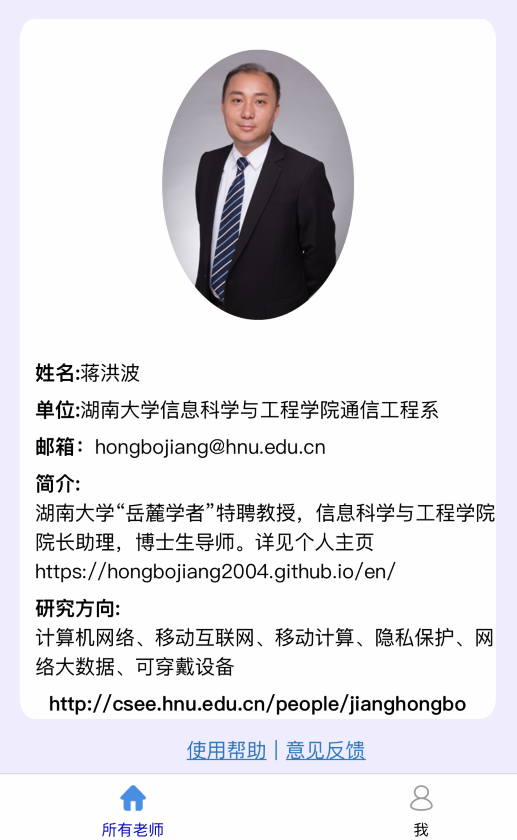 姓名:蒋洪波
单位:湖南大学信息科学与工程学院通信工程系
邮箱：hongbojiang@hnu.edu.cn
简介:
湖南大学“岳麓学者”特聘教授，信息科学与工程学院
院长助理，博士生导师。详见个人主页
https://hongbojiang2004.github.io/en/
研究方向:
计算机网络、移动互联网、移动计算、隐私保护、网
络大数据、可穿戴设备
http://csee.hnu.edu.cn/people/jianghongbo
使用帮助 | 意见反馈
所有老师 我